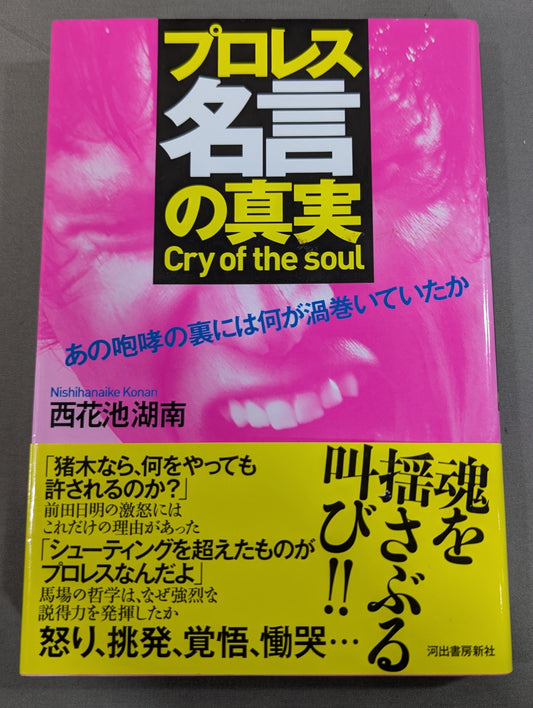 プロレス
名言
の真実
Cry of the soul
あの咆哮の裏には何が渦巻いていたか
Nishihanaike Konan
西花池湖南
魂を
揺さぶる
叫び!!
「猪木なら、何をやっても
許されるのか?」
前田日明の激怒には
これだけの理由があった
「シューティングを超えたものが
プロレスなんだよ」
馬場の哲学は、なぜ強烈な
説得力を発揮したか
怒り、挑発、覚悟、慟哭…
河出書房新社